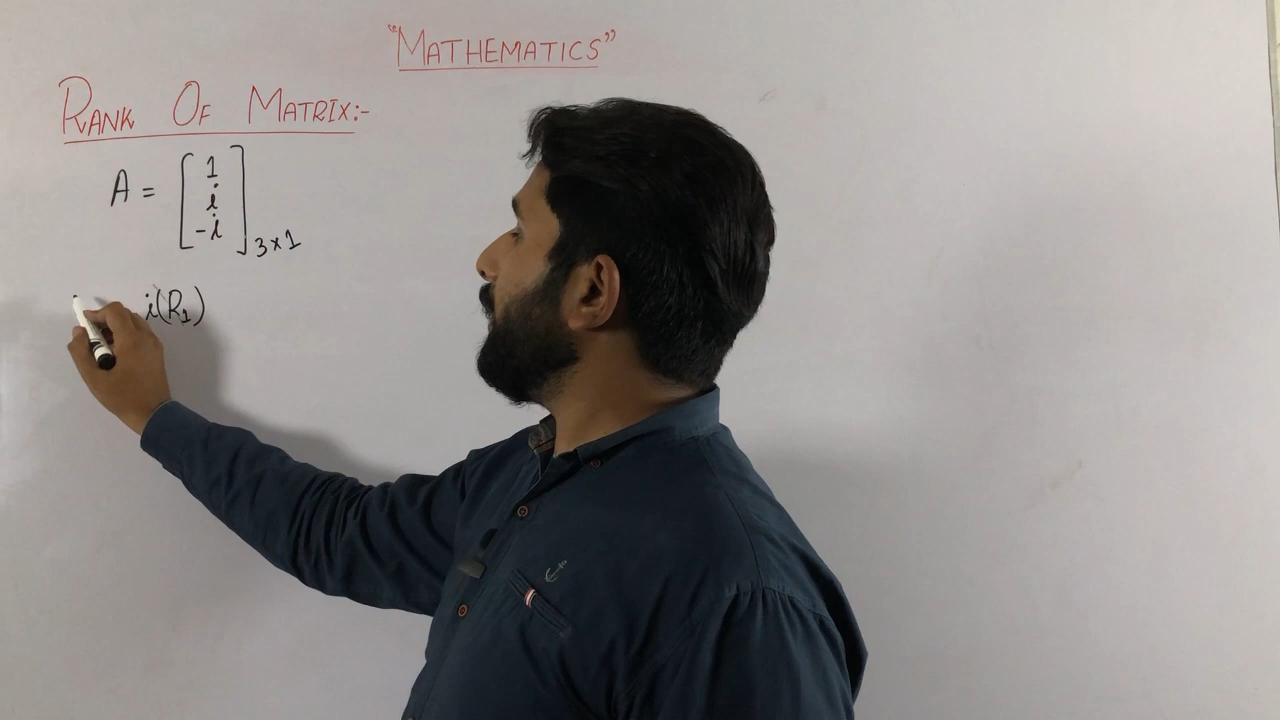 "MATHEMATICS"
RANK OF MATRIX:-
A = [ 1
i
-i ] 3×1
i(R1)